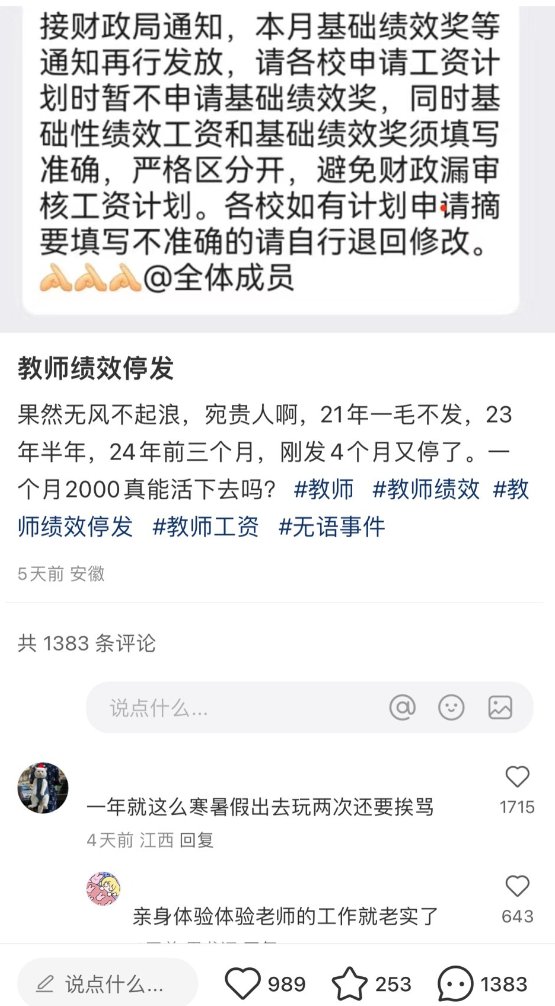 接财政局通知，本月基础绩效奖等
通知再行发放，请各校申请工资计
划时暂不申请基础绩效奖，同时基
础性绩效工资和基础绩效奖须填写
准确，严格区分开，避免财政漏审
核工资计划。各校如有计划申请摘
要填写不准确的请自行退回修改。
@全体成员
教师绩效停发
果然无风不起浪，宛贵人啊，21年一毛不发，23
年半年，24年前三个月，刚发4个月又停了。一
个月2000真能活下去吗？ #教师 #教师绩效 #教
师绩效停发 #教师工资 #无语事件
5天前 安徽
共 1383 条评论
说点什么...
一年就这么寒暑假出去玩两次还要挨骂
1715
4天前 江西 回复
亲身体验体验老师的工作就老实了
643
说点什么...
989
253
1383